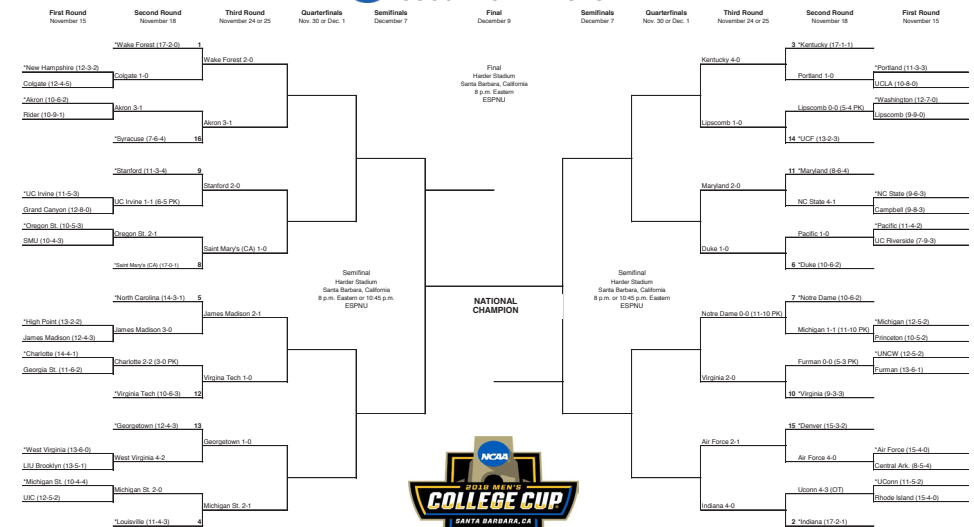 First Round
November 15
Second Round
November 18
Third Round
November 24 or 25
Quarterfinals
Nov. 30 or Dec. 1
Semifinals
December 7
Final
December 9
Semifinals
December 7
Quarterfinals
Nov. 30 or Dec. 1
Third Round
November 24 or 25
Second Round
November 18
First Round
November 15
*Wake Forest (17-2-0) 1
Wake Forest 2-0
*New Hampshire (12-3-2)
Colgate 1-0
Colgate (12-4-5)
*Akron (10-6-2)
Akron 3-1
Rider (10-9-1)
Akron 3-1
*Syracuse (7-6-4) 16
*Stanford (11-3-4) 9
Stanford 2-0
*UC Irvine (11-5-3)
UC Irvine 1-1 (6-5 PK)
Grand Canyon (12-8-0)
*Oregon St. (10-5-3)
Oregon St. 2-1
SMU (10-4-3)
Saint Mary's (CA) 1-0
*Saint Mary's (CA) (17-0-1) 8
*North Carolina (14-3-1) 5
James Madison 2-1
*High Point (13-2-2)
James Madison 3-0
James Madison (12-4-3)
*Charlotte (14-4-1)
Charlotte 2-2 (3-0 PK)
Georgia St. (11-6-2)
Virgina Tech 1-0
*Virginia Tech (10-6-3) 12
*Georgetown (12-4-3) 13
Georgetown 1-0
*West Virginia (13-6-0)
West Virginia 4-2
LIU Brooklyn (13-5-1)
*Michigan St. (10-4-4)
Michigan St. 2-0
UIC (12-5-2)
Michigan St. 2-1
*Louisville (11-4-3) 4
Final
Harder Stadium
Santa Barbara, California
8 p.m. Eastern
ESPNU
Semifinal
Harder Stadium
Santa Barbara, California
8 p.m. Eastern or 10:45 p.m.
ESPNU
NATIONAL
CHAMPION
Semifinal
Harder Stadium
Santa Barbara, California
8 p.m. or 10:45 p.m. Eastern
ESPNU
NCAA
2018 MEN'S
COLLEGE CUP
SANTA BARBARA, CA
3 *Kentucky (17-1-1)
Kentucky 4-0
*Portland (11-3-3)
Portland 1-0
UCLA (10-8-0)
*Washington (12-7-0)
Lipscomb 0-0 (5-4 PK)
Lipscomb (9-9-0)
Lipscomb 1-0
14 *UCF (13-2-3)
11 *Maryland (8-6-4)
Maryland 2-0
*NC State (9-6-3)
NC State 4-1
Campbell (9-8-3)
*Pacific (11-4-2)
Pacific 1-0
UC Riverside (7-9-3)
Duke 1-0
6 *Duke (10-6-2)
7 *Notre Dame (10-6-2)
Notre Dame 0-0 (11-10 PK)
*Michigan (12-5-2)
Michigan 1-1 (11-10 PK)
Princeton (10-5-2)
*UNCW (12-5-2)
Furman 0-0 (5-3 PK)
Furman (13-6-1)
Virginia 2-0
10 *Virginia (9-3-3)
15 *Denver (15-3-2)
Air Force 2-1
*Air Force (15-4-0)
Air Force 4-0
Central Ark. (8-5-4)
*UConn (11-5-2)
Uconn 4-3 (OT)
Rhode Island (15-4-0)
Indiana 4-0
2 *Indiana (17-2-1)